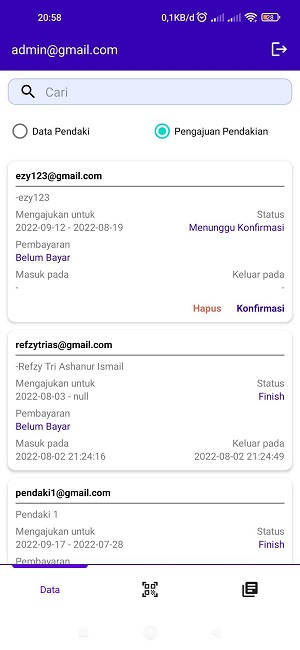 20:58
0,1KB/d
admin@gmail.com
Cari
Data Pendaki
Pengajuan Pendakian
ezy123@gmail.com
-ezy123
Mengajukan untuk
Status
2022-09-12 - 2022-08-19
Menunggu Konfirmasi
Pembayaran
Belum Bayar
Masuk pada
Keluar pada
-
-
Hapus
Konfirmasi
refzytrias@gmail.com
-Refzy Tri Ashanur Ismail
Mengajukan untuk
Status
2022-08-03 - null
Finish
Pembayaran
Belum Bayar
Masuk pada
Keluar pada
2022-08-02 21:24:16
2022-08-02 21:24:49
pendaki1@gmail.com
Pendaki 1
Mengajukan untuk
Status
2022-09-17 - 2022-07-28
Finish
Pembayaran
Data